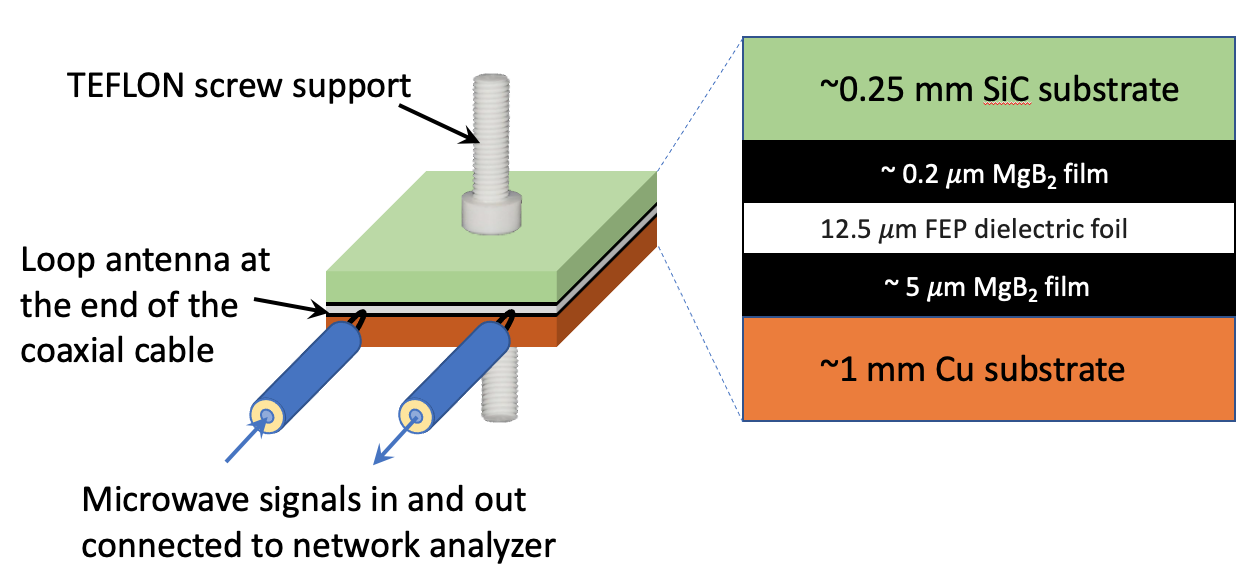 TEFLON screw support
Loop antenna at
the end of the
coaxial cable
Microwave signals in and out
connected to network analyzer
~0.25 mm SiC substrate
~ 0.2 μm MgB₂ film
12.5 μm FEP dielectric foil
~ 5 μm MgB₂ film
~1 mm Cu substrate